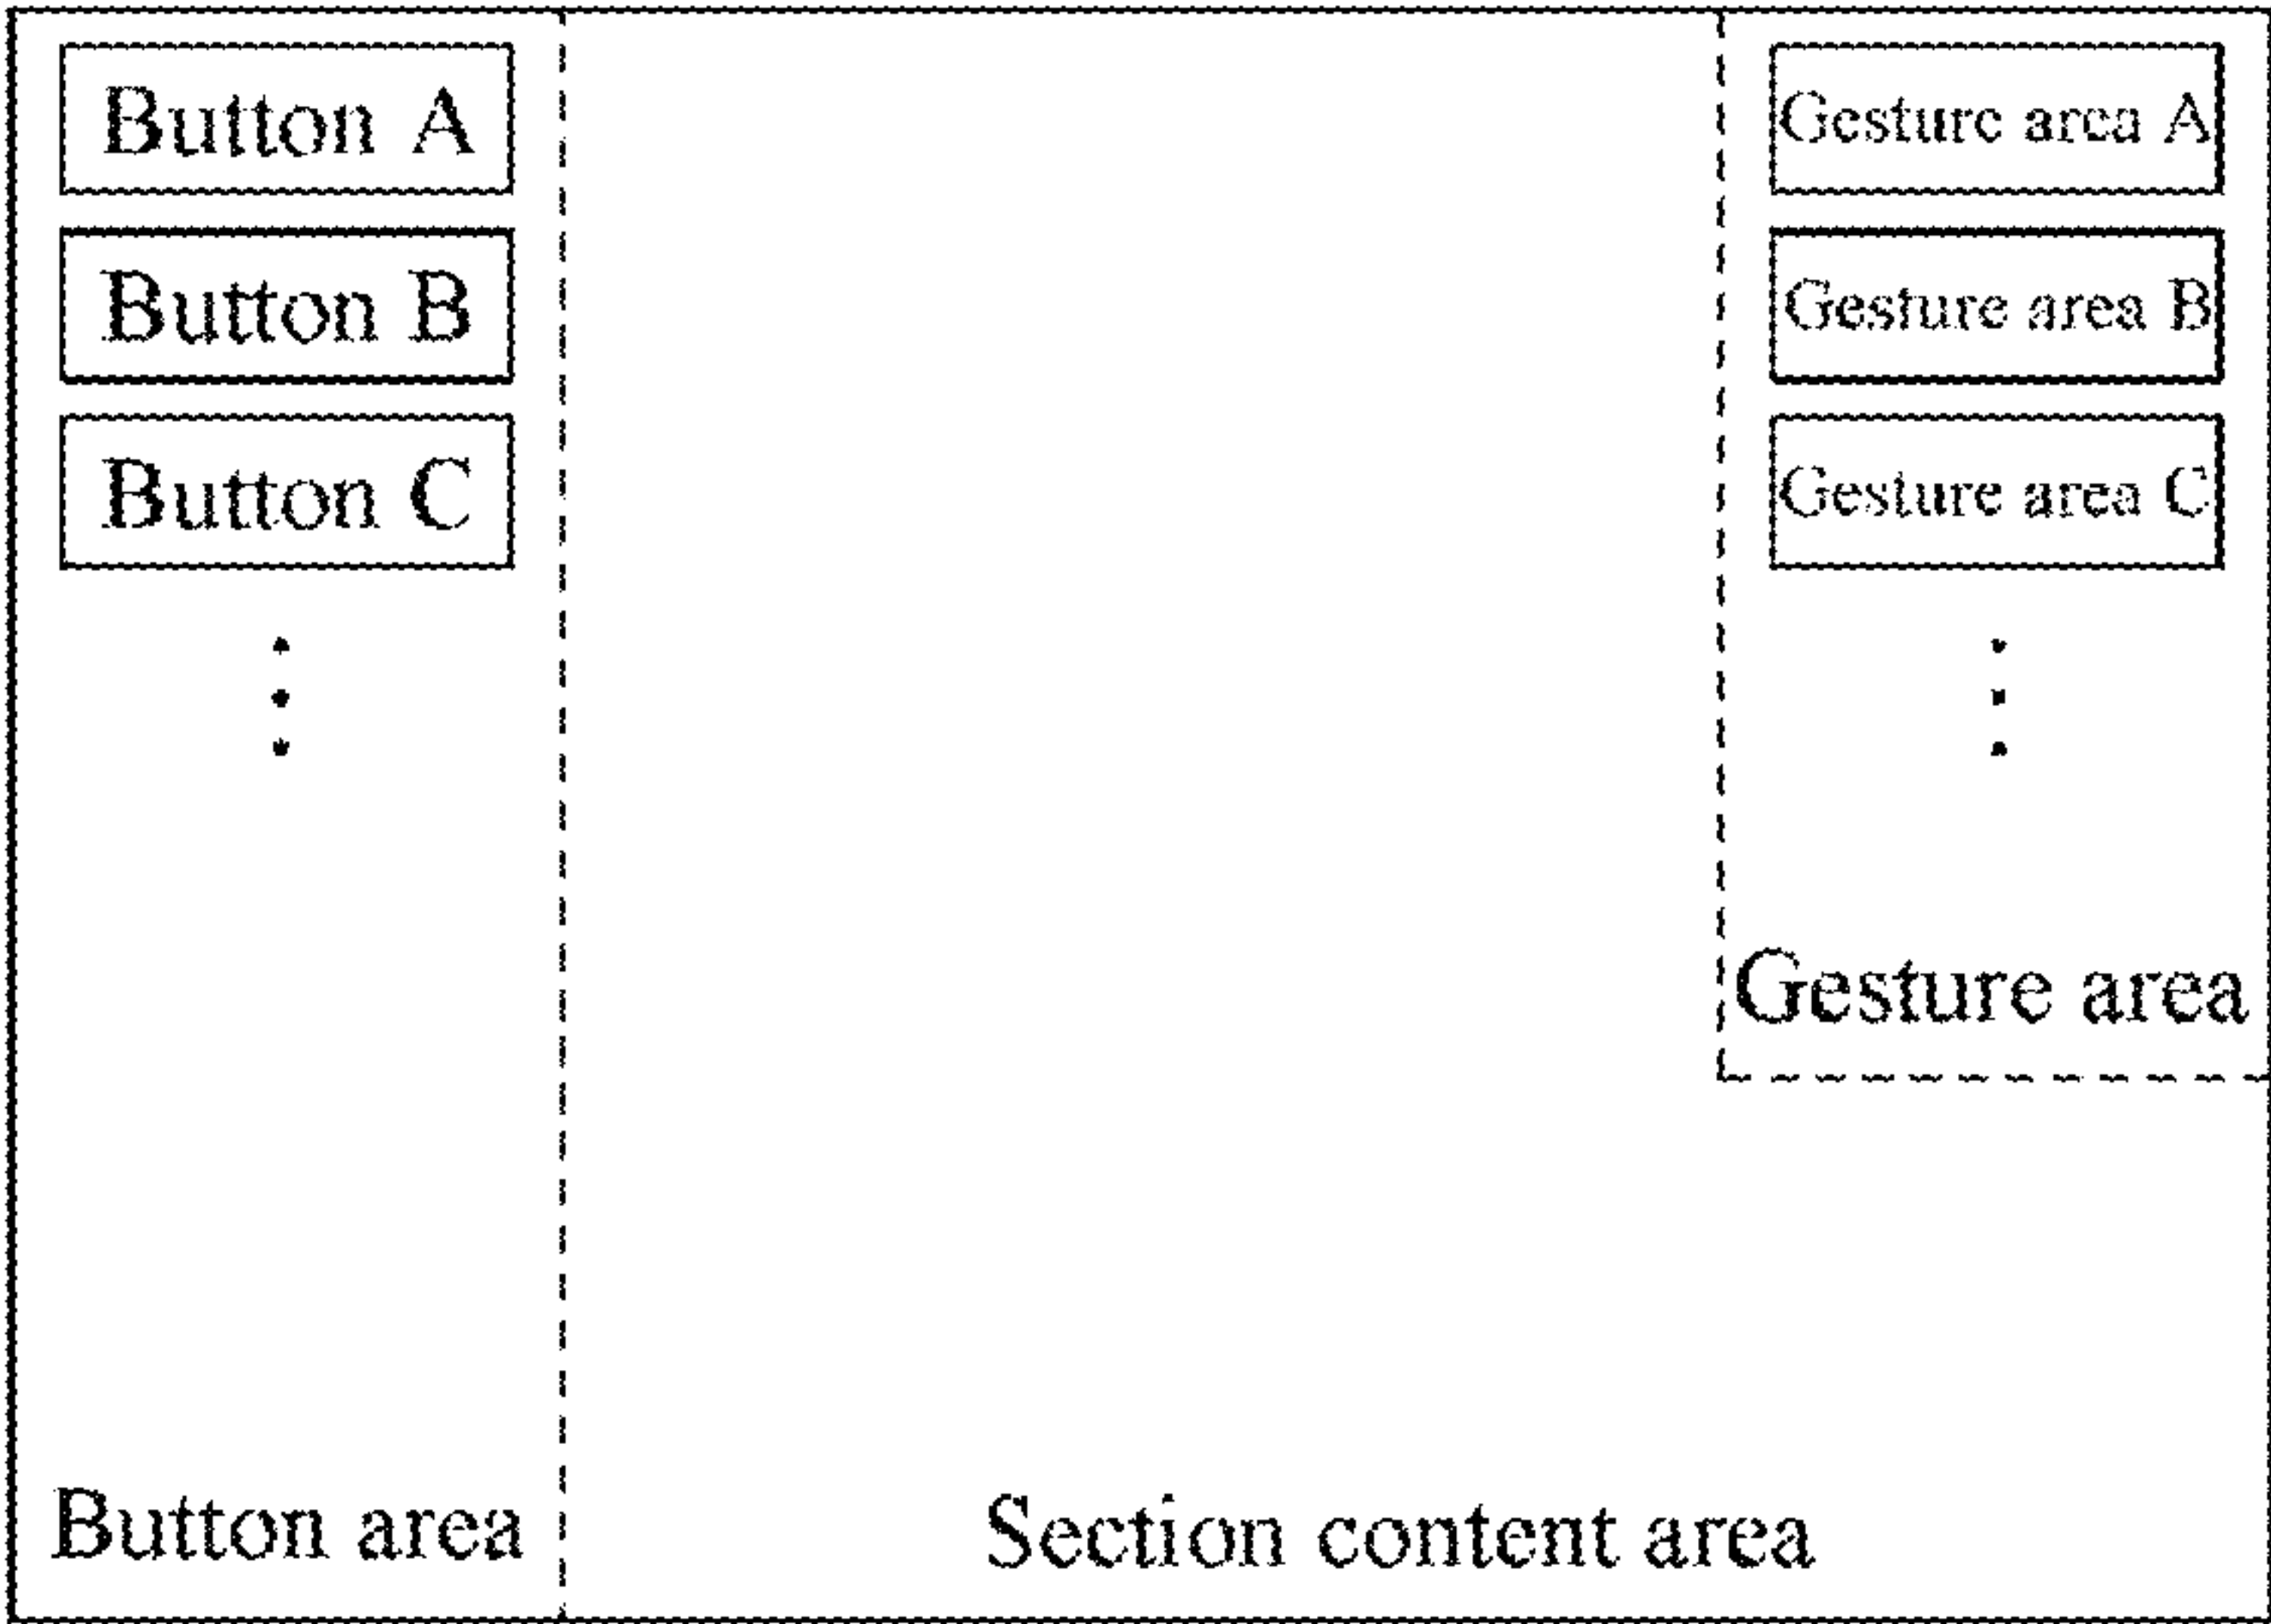 Button A
Button B
Button C
Button area
Section content area
Gesture area A
Gesture area B
Gesture area C
Gesture area